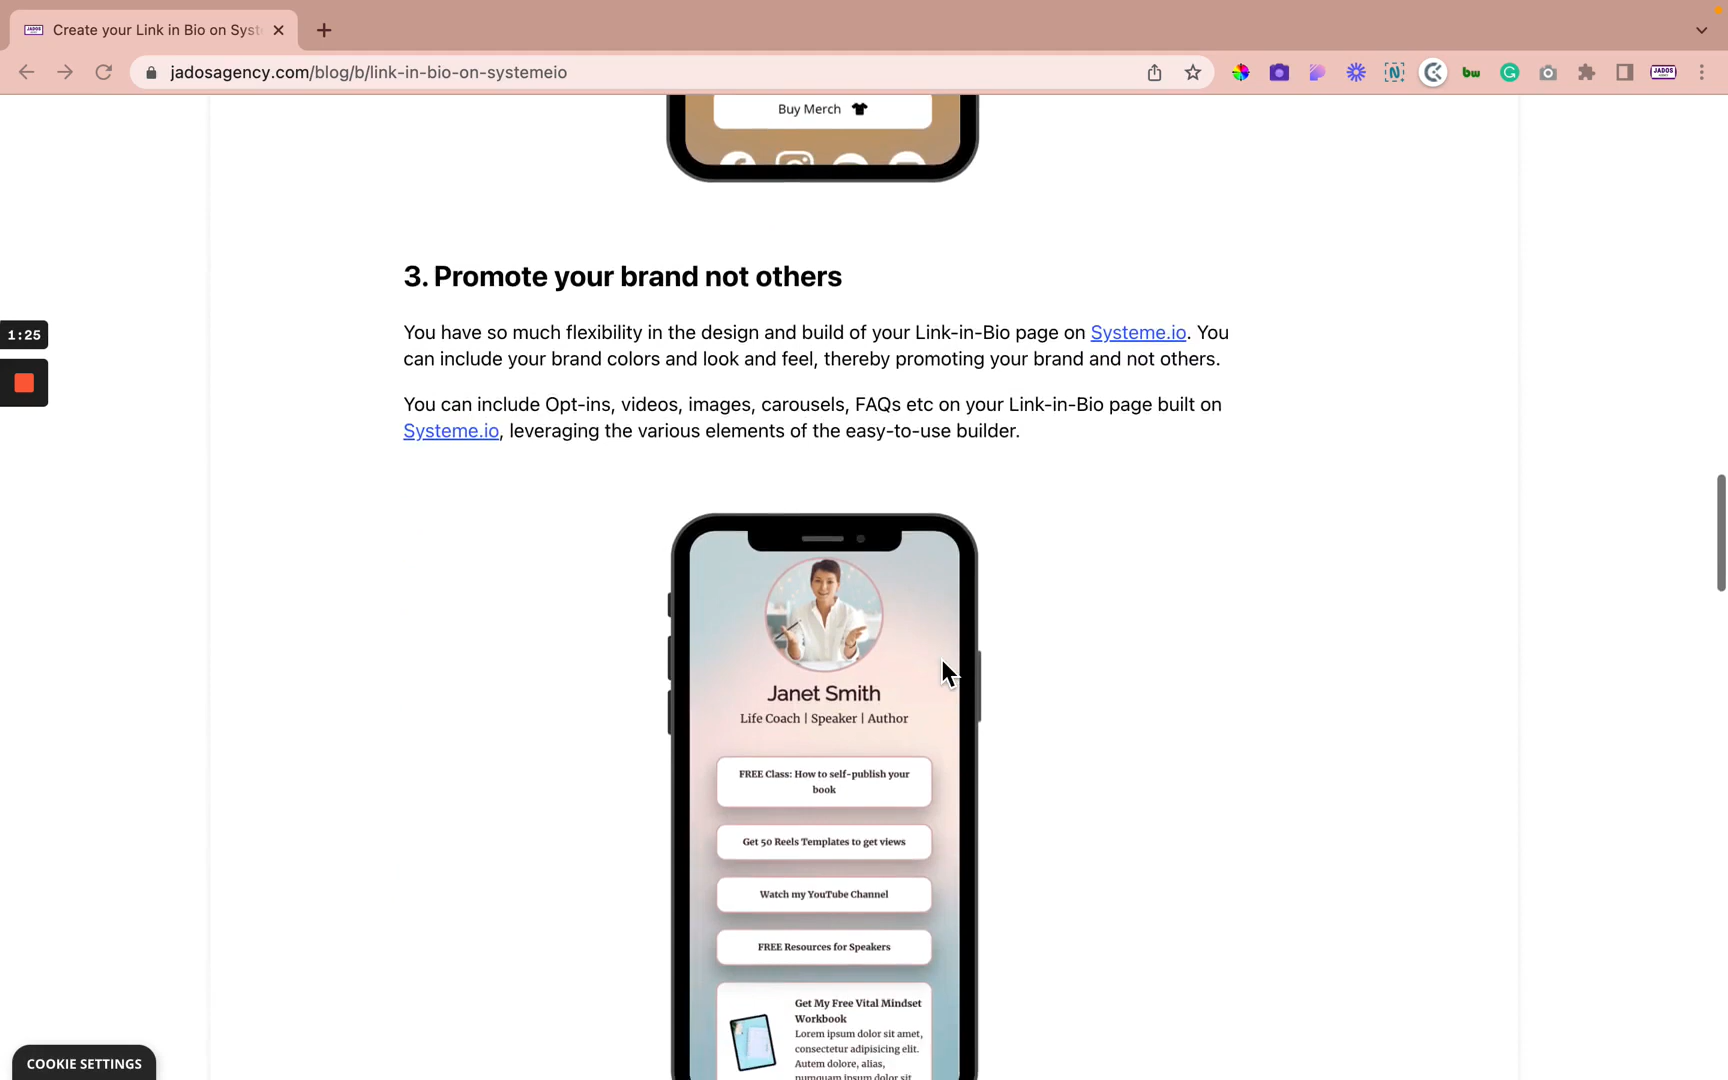 Create your Link in Bio on Syst
jadosagency.com/blog/b/link-in-bio-on-systemeio
bw
JADOS
Buy Merch
3. Promote your brand not others
1:25
You have so much flexibility in the design and build of your Link-in-Bio page on Systeme.io. You
can include your brand colors and look and feel, thereby promoting your brand and not others.
You can include Opt-ins, videos, images, carousels, FAQs etc on your Link-in-Bio page built on
Systeme.io, leveraging the various elements of the easy-to-use builder.
Janet Smith
Life Coach | Speaker | Author
FREE Class: How to self-publish your
book
Get 50 Reels Templates to get views
Watch my YouTube Channel
FREE Resources for Speakers
Get My Free Vital Mindset
Workbook
Lorem ipsum dolor sit amet,
consectetur adipisicing elit.
Autem dolore, alias,
numquam ipsum dolor sit
COOKIE SETTINGS